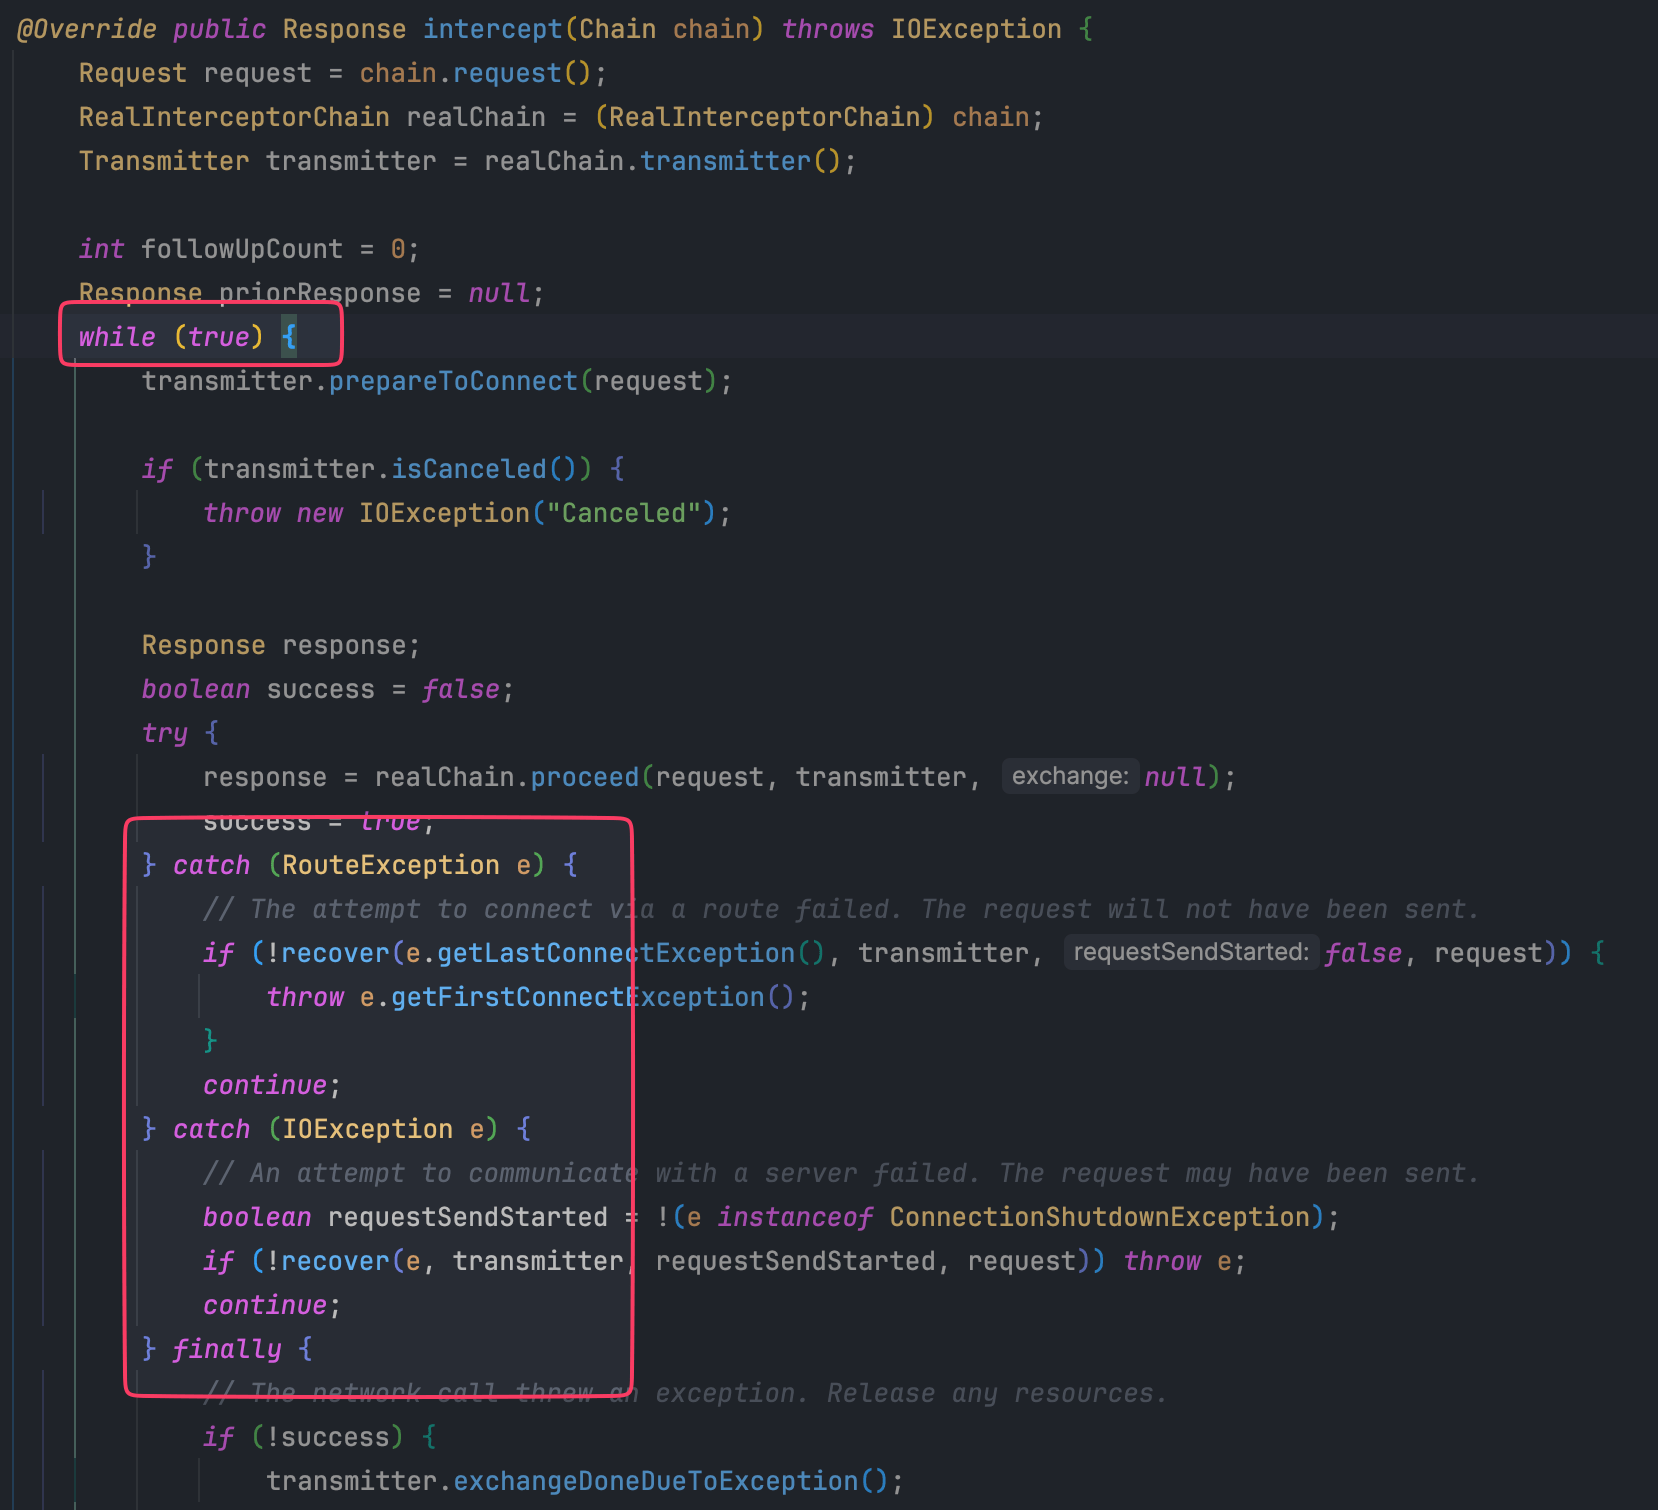 @Override public Response intercept(Chain chain) throws IOException {
Request request = chain.request();
RealInterceptorChain realChain = (RealInterceptorChain) chain;
Transmitter transmitter = realChain.transmitter();
int followUpCount = 0;
Response priorResponse = null;
while (true) {
transmitter.prepareToConnect(request);
if (transmitter.isCanceled()) {
throw new IOException("Canceled");
}
Response response;
boolean success = false;
try {
response = realChain.proceed(request, transmitter, exchange: null);
success = true;
} catch (RouteException e) {
// The attempt to connect via a route failed. The request will not have been sent.
if (!recover(e.getLastConnectException(), transmitter, requestSendStarted: false, request)) {
throw e.getFirstConnectException();
}
continue;
} catch (IOException e) {
// An attempt to communicate with a server failed. The request may have been sent.
boolean requestSendStarted = !(e instanceof ConnectionShutdownException);
if (!recover(e, transmitter, requestSendStarted, request)) throw e;
continue;
} finally {
// The network call threw an exception. Release any resources.
if (!success) {
transmitter.exchangeDoneDueToException();